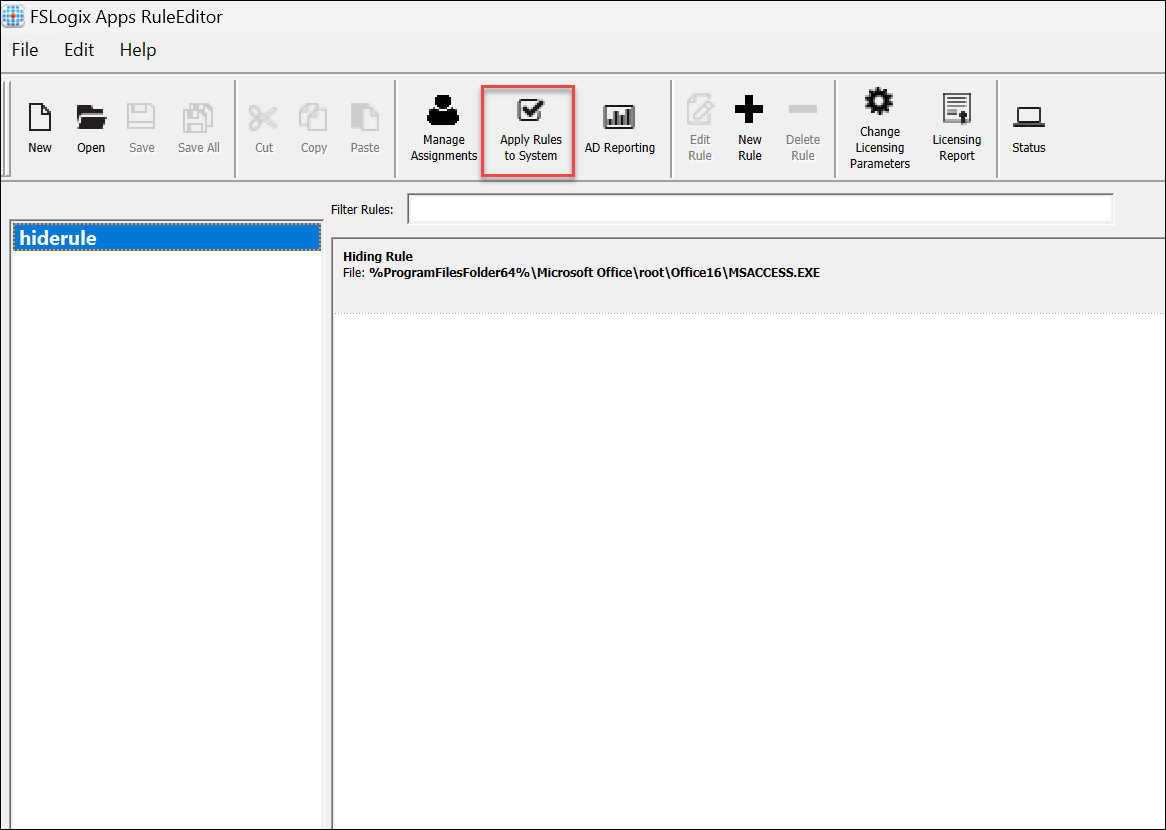 FSLogix Apps RuleEditor
File Edit Help
New
Open
Save
Save All
Cut
Copy
Paste
Manage
Assignments
Apply Rules
to System
AD Reporting
Edit
Rule
New
Rule
Delete
Rule
Change
Licensing
Parameters
Licensing
Report
Status
Filter Rules:
hiderule
Hiding Rule
File: %ProgramFilesFolder64%\Microsoft Office\root\Office16\MSACCESS.EXE